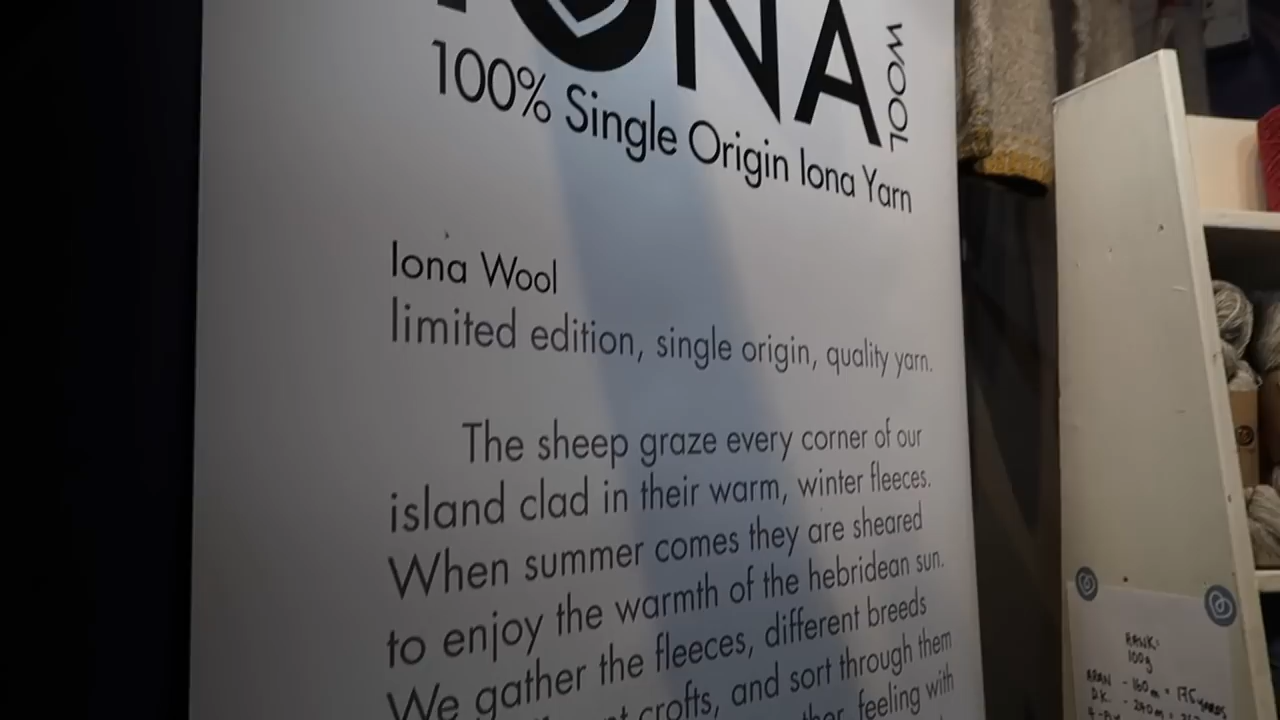 IONA
WOOL
100% Single Origin Iona Yarn
Iona Wool
limited edition, single origin, quality yarn.
The sheep graze every corner of our
island clad in their warm, winter fleeces.
When summer comes they are sheared
to enjoy the warmth of the hebridean sun.
We gather the fleeces, different breeds
crofts, and sort through them
feeling with
HANK:
100g
ARAN - 160m = 175 YARDS
D.K. - 240m